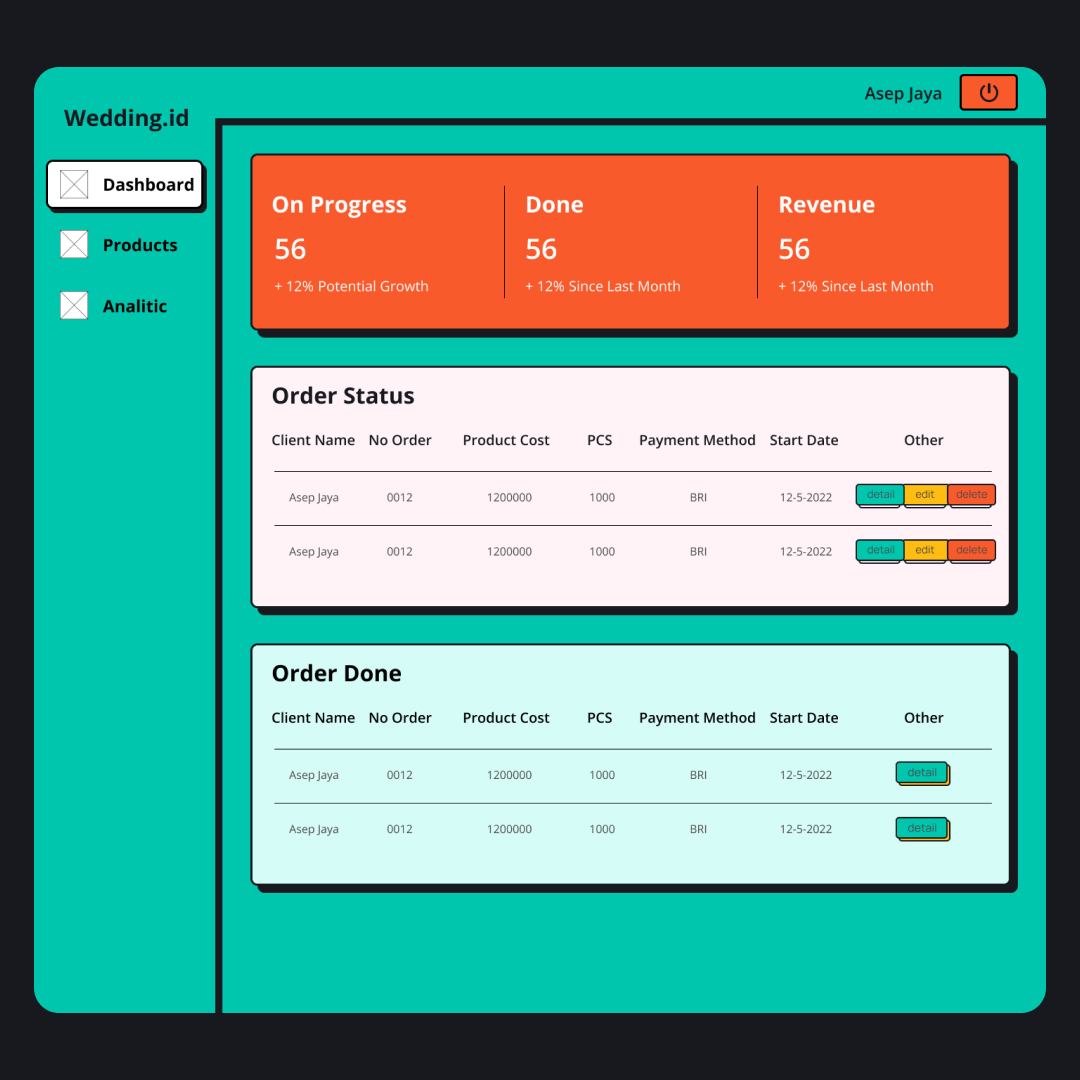 Asep Jaya
Wedding.id
Dashboard
Products
Analitic
On Progress Done Revenue
56 56 56
+ 12% Potential Growth + 12% Since Last Month + 12% Since Last Month
Order Status
Client Name No Order Product Cost PCS Payment Method Start Date Other
Asep Jaya 0012 1200000 1000 BRI 12-5-2022 detail edit delete
Asep Jaya 0012 1200000 1000 BRI 12-5-2022 detail edit delete
Order Done
Client Name No Order Product Cost PCS Payment Method Start Date Other
Asep Jaya 0012 1200000 1000 BRI 12-5-2022 detail
Asep Jaya 0012 1200000 1000 BRI 12-5-2022 detail